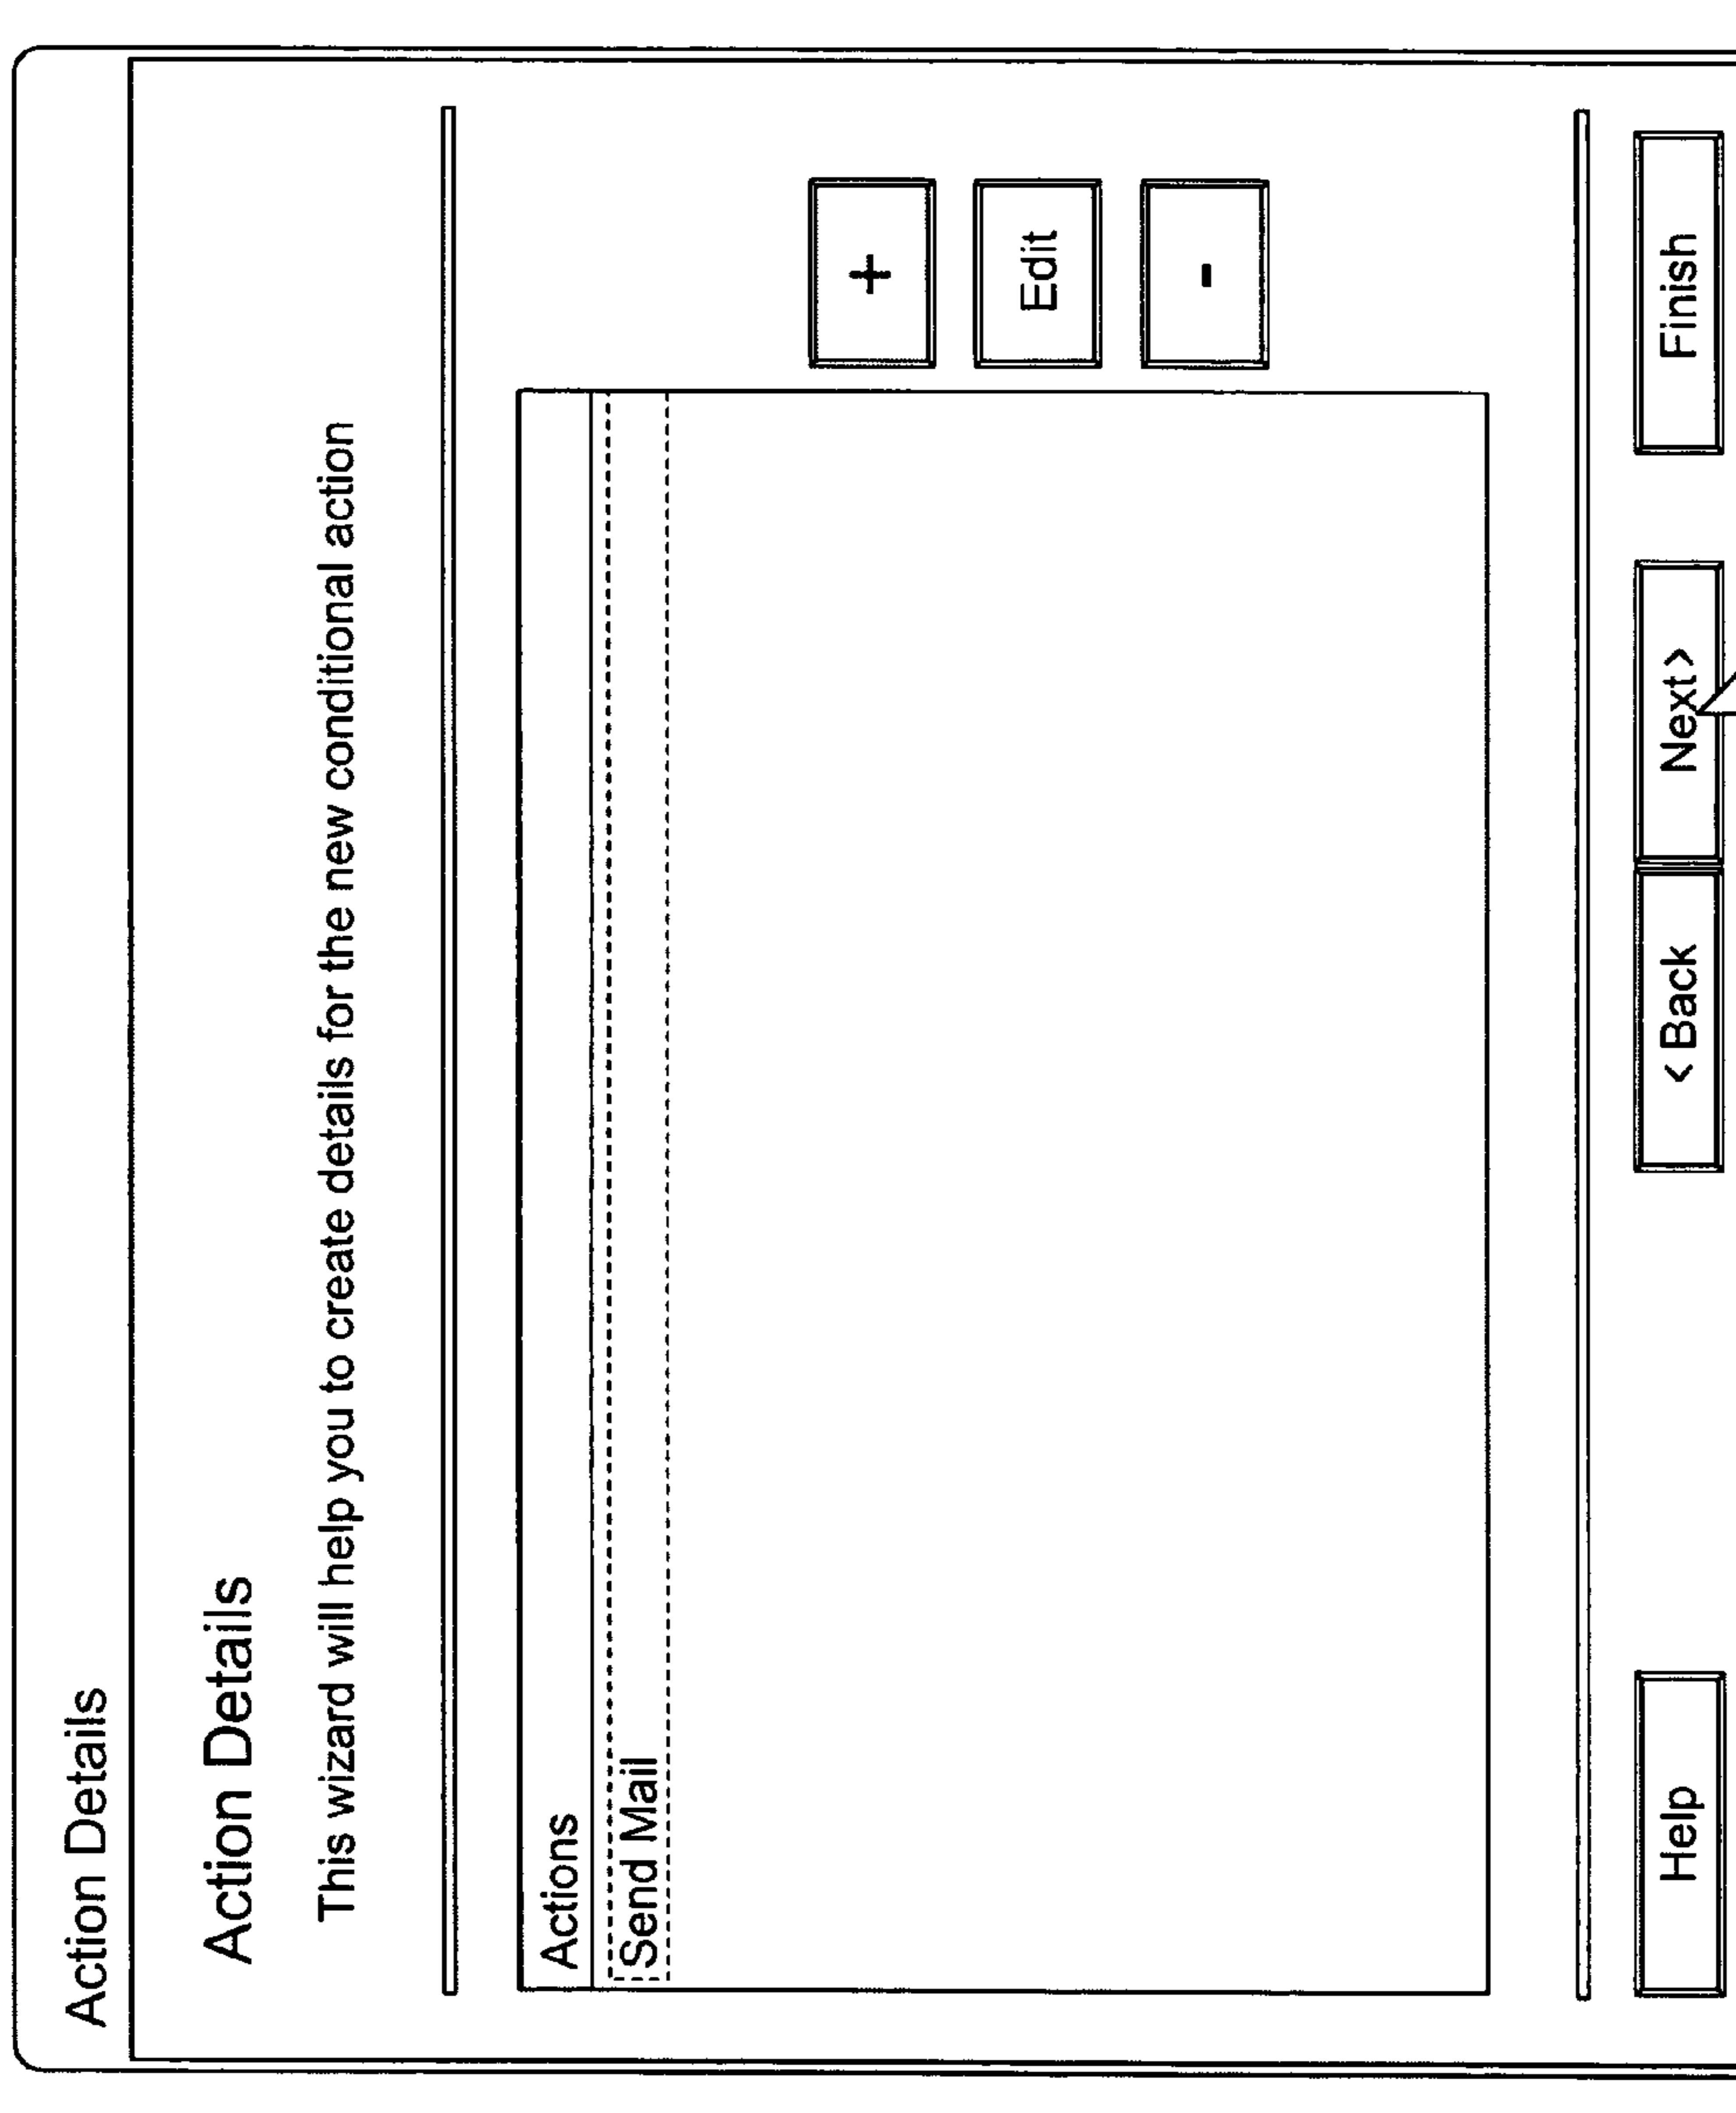 Action Details
Action Details
This wizard will help you to create details for the new conditional action
Actions
Send Mail
+
Edit
-
Help
< Back
Next >
Finish